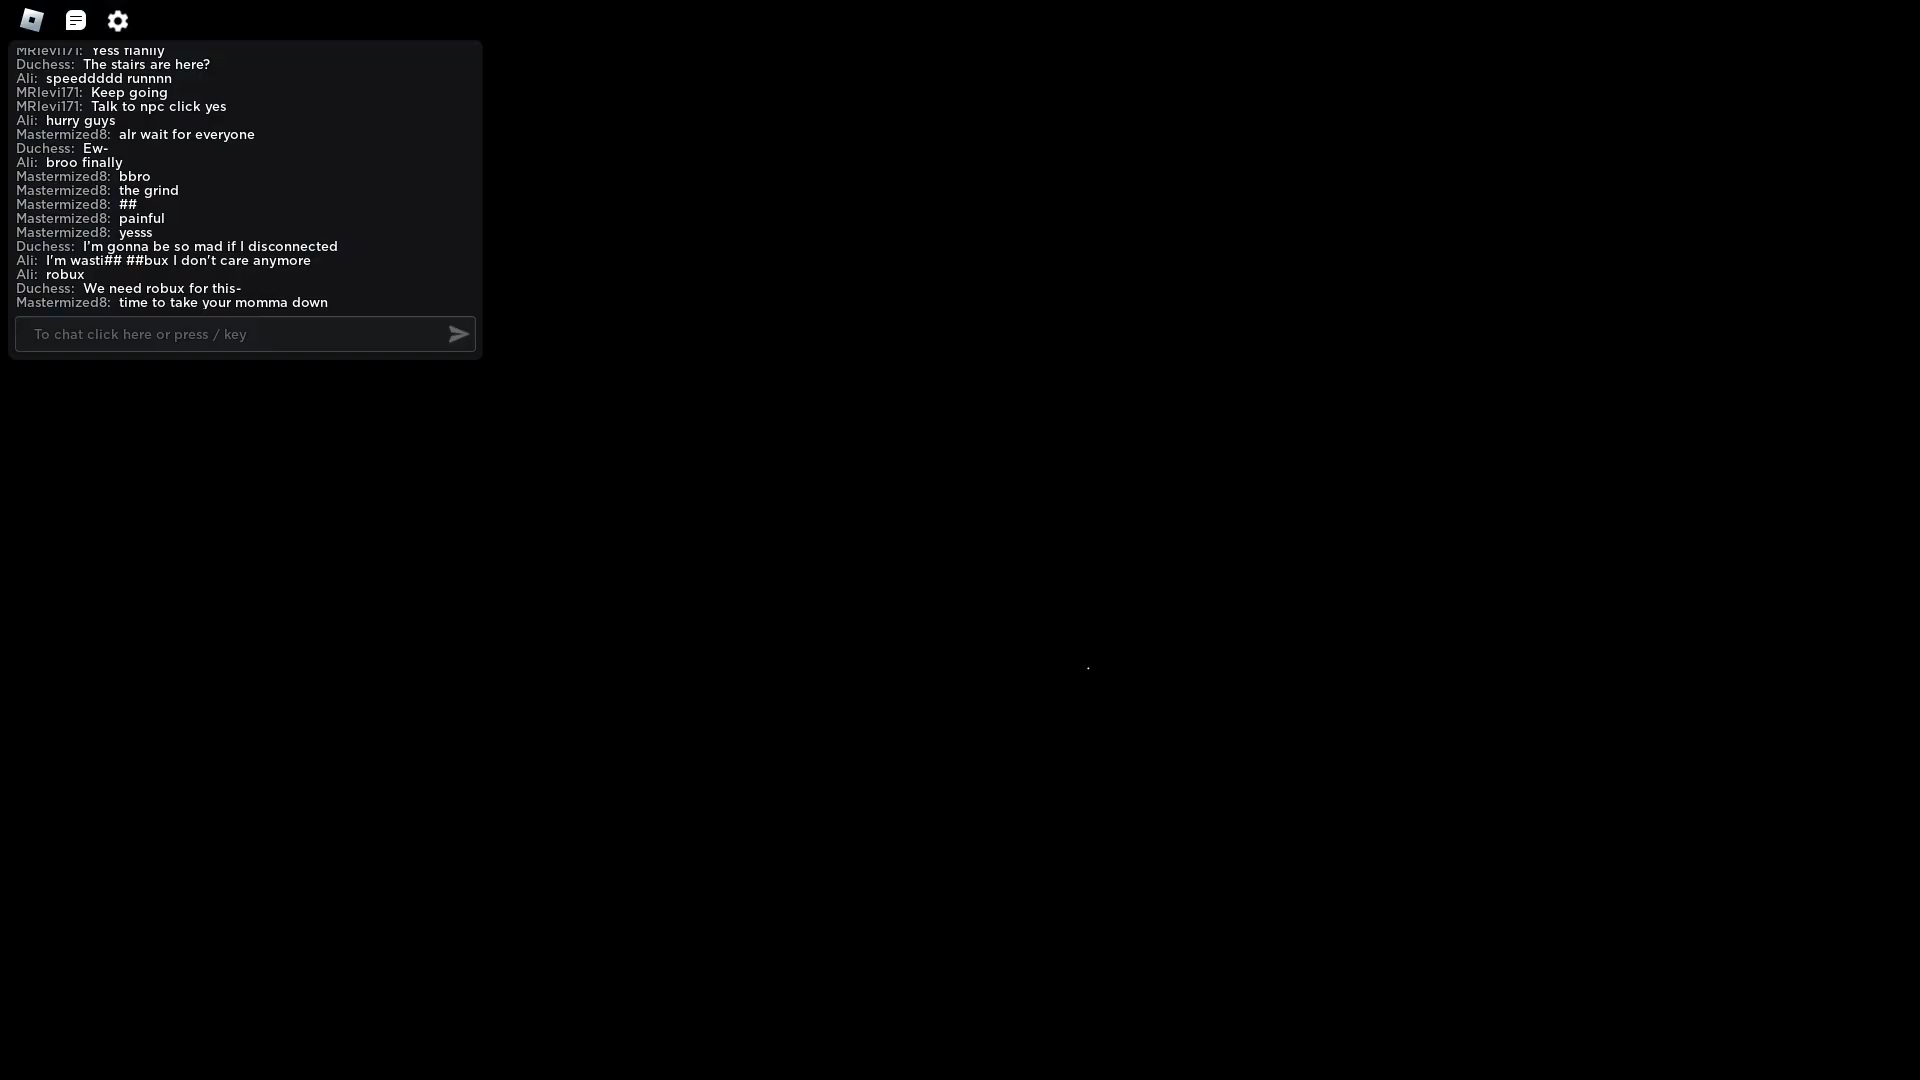 MRlevi171: Yess fianlly
Duchess: The stairs are here?
Ali: speeddddd runnnn
MRlevi171: Keep going
MRlevi171: Talk to npc click yes
Ali: hurry guys
Mastermized8: alr wait for everyone
Duchess: Ew-
Ali: broo finally
Mastermized8: bbro
Mastermized8: the grind
Mastermized8: ##
Mastermized8: painful
Mastermized8: yesss
Duchess: I'm gonna be so mad if I disconnected
Ali: I'm wasti## ##bux I don't care anymore
Ali: robux
Duchess: We need robux for this-
Mastermized8: time to take your momma down
To chat click here or press / key